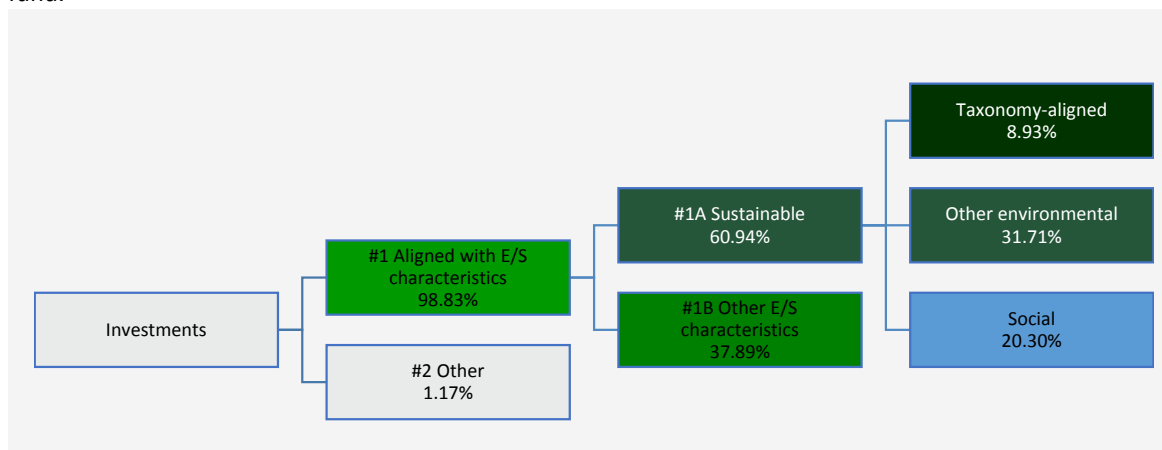 Investments
#1 Aligned with E/S
characteristics
98.83%
#2 Other
1.17%
#1A Sustainable
60.94%
#1B Other E/S
characteristics
37.89%
Taxonomy-aligned
8.93%
Other environmental
31.71%
Social
20.30%